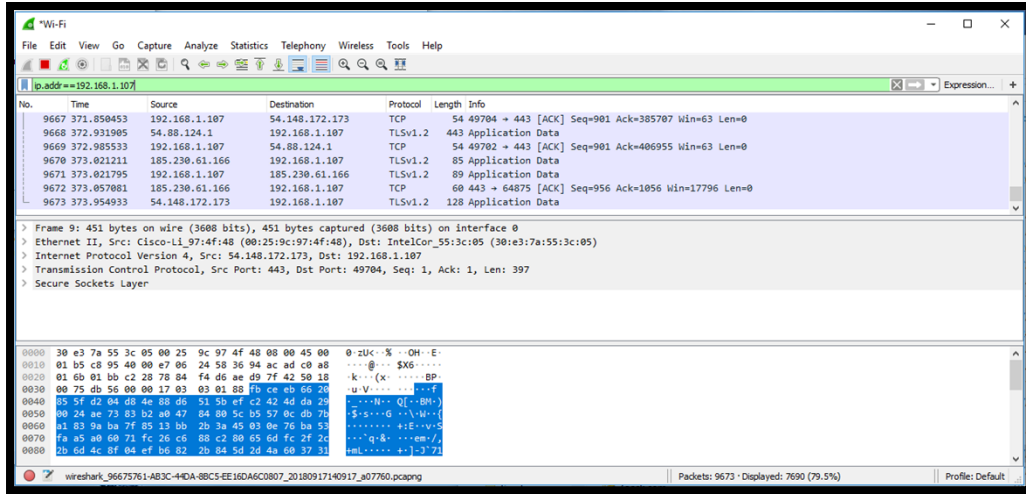 *Wi-Fi
File Edit View Go Capture Analyze Statistics Telephony Wireless Tools Help
ip.addr==192.168.1.107
Expression... +
No. Time Source Destination Protocol Length Info
9667 371.850453 192.168.1.107 54.148.172.173 TCP 54 49704 → 443 [ACK] Seq=901 Ack=385707 Win=63 Len=0
9668 372.931905 54.88.124.1 192.168.1.107 TLSv1.2 443 Application Data
9669 372.985533 192.168.1.107 54.88.124.1 TCP 54 49702 → 443 [ACK] Seq=901 Ack=406955 Win=63 Len=0
9670 373.021211 185.230.61.166 192.168.1.107 TLSv1.2 85 Application Data
9671 373.021795 192.168.1.107 185.230.61.166 TLSv1.2 89 Application Data
9672 373.057081 185.230.61.166 192.168.1.107 TCP 60 443 → 64875 [ACK] Seq=956 Ack=1056 Win=17796 Len=0
9673 373.954933 54.148.172.173 192.168.1.107 TLSv1.2 128 Application Data
> Frame 9: 451 bytes on wire (3608 bits), 451 bytes captured (3608 bits) on interface 0
> Ethernet II, Src: Cisco-Li_97:4f:48 (00:25:9c:97:4f:48), Dst: IntelCor_55:3c:05 (30:e3:7a:55:3c:05)
> Internet Protocol Version 4, Src: 54.148.172.173, Dst: 192.168.1.107
> Transmission Control Protocol, Src Port: 443, Dst Port: 49704, Seq: 1, Ack: 1, Len: 397
> Secure Sockets Layer
0000 30 e3 7a 55 3c 05 00 25 9c 97 4f 48 08 00 45 00 0·zU<··% ··OH··E·
0010 01 b5 c8 95 40 00 e7 06 24 58 36 94 ac ad c0 a8 ····@··· $X6·····
0020 01 6b 01 bb c2 28 78 84 f4 d6 ae d9 7f 42 50 18 ·k···(x· ·····BP·
0030 00 75 db 56 00 00 17 03 03 01 88 fb ce eb 66 20 ·u·V···· ······f
0040 85 5f d2 04 d8 4e 88 d6 51 5b ef c2 42 4d da 29 ·_···N·· Q[··BM·)
0050 00 24 ae 73 83 b2 a0 47 84 80 5c b5 57 0c db 7b ·$·s···G ··\·W··{
0060 a1 83 9a ba 7f 85 13 bb 2b 3a 45 03 0e 76 ba 53 ········ +:E··v·S
0070 fa a5 a0 60 71 fc 26 c6 88 c2 80 65 6d fc 2f 2c ···`q·&· ···em·/,
0080 2b 6d 4c 8f 04 ef b6 82 2b 84 5d 2d 4a 60 37 31 +mL····· +·]-J`71
wireshark_96675761-AB3C-44DA-8BC5-EE16DA6C0807_20180917140917_a07760.pcapng Packets: 9673 · Displayed: 7690 (79.5%) Profile: Default